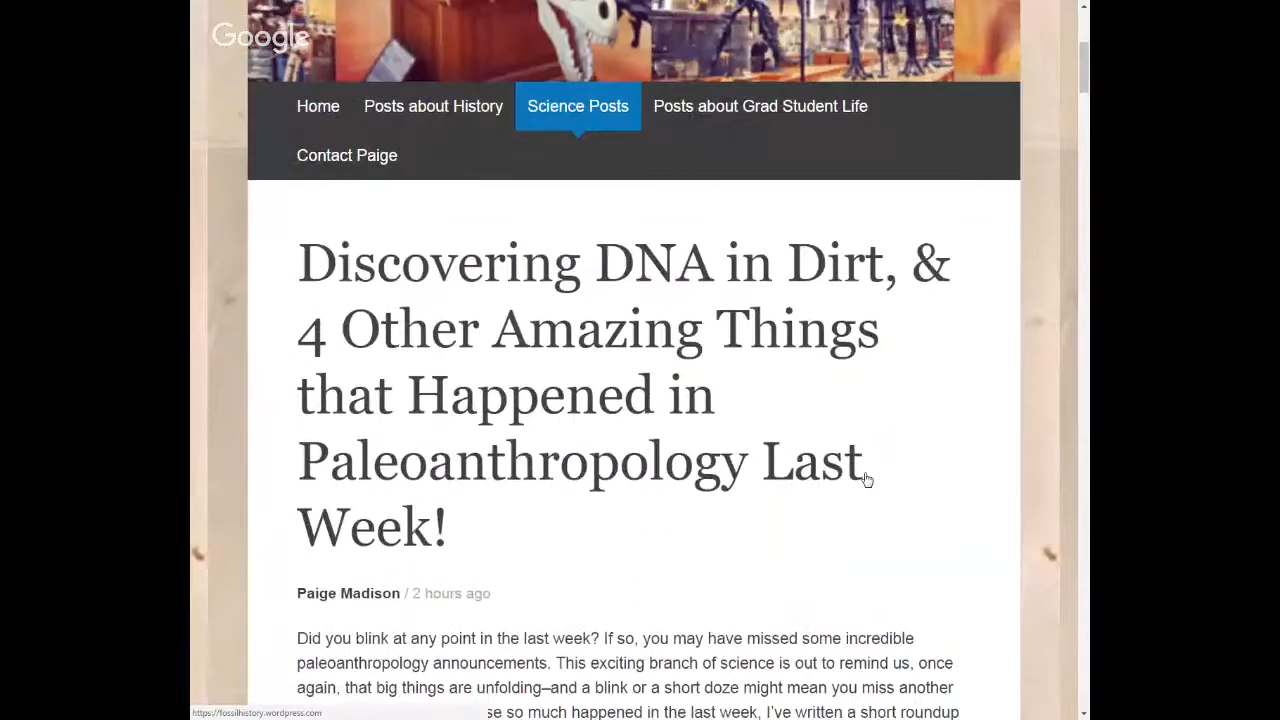 Google
Home Posts about History Science Posts Posts about Grad Student Life
Contact Paige
Discovering DNA in Dirt, &
4 Other Amazing Things
that Happened in
Paleoanthropology Last
Week!
Paige Madison / 2 hours ago
Did you blink at any point in the last week? If so, you may have missed some incredible
paleoanthropology announcements. This exciting branch of science is out to remind us, once
again, that big things are unfolding–and a blink or a short doze might mean you miss another
se so much happened in the last week, I've written a short roundup
https://fossilhistory.wordpress.com